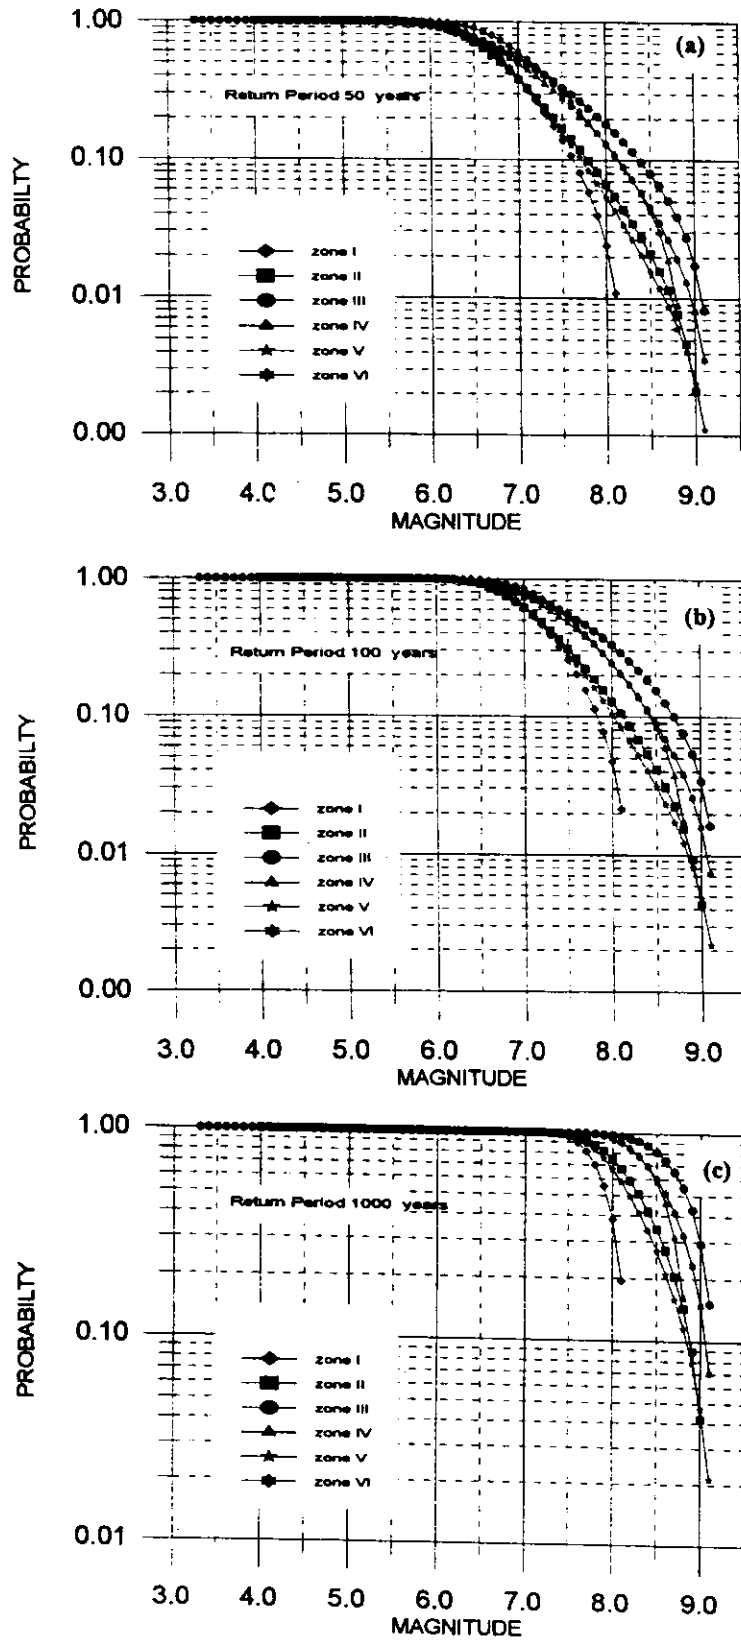 (a)
1.00
Return Period 50 years
0.10
PROBABILTY
zone I
zone II
zone III
zone IV
zone V
zone VI
0.01
0.00
3.0 4.0 5.0 6.0 7.0 8.0 9.0
MAGNITUDE
1.00
(b)
Return Period 100 years
0.10
PROBABILTY
zone I
zone II
zone III
zone IV
zone V
zone VI
0.01
0.00
3.0 4.0 5.0 6.0 7.0 8.0 9.0
MAGNITUDE
1.00
(c)
Return Period 1000 years
PROBABILTY
0.10
zone I
zone II
zone III
zone IV
zone V
zone VI
0.01
3.0 4.0 5.0 6.0 7.0 8.0 9.0
MAGNITUDE